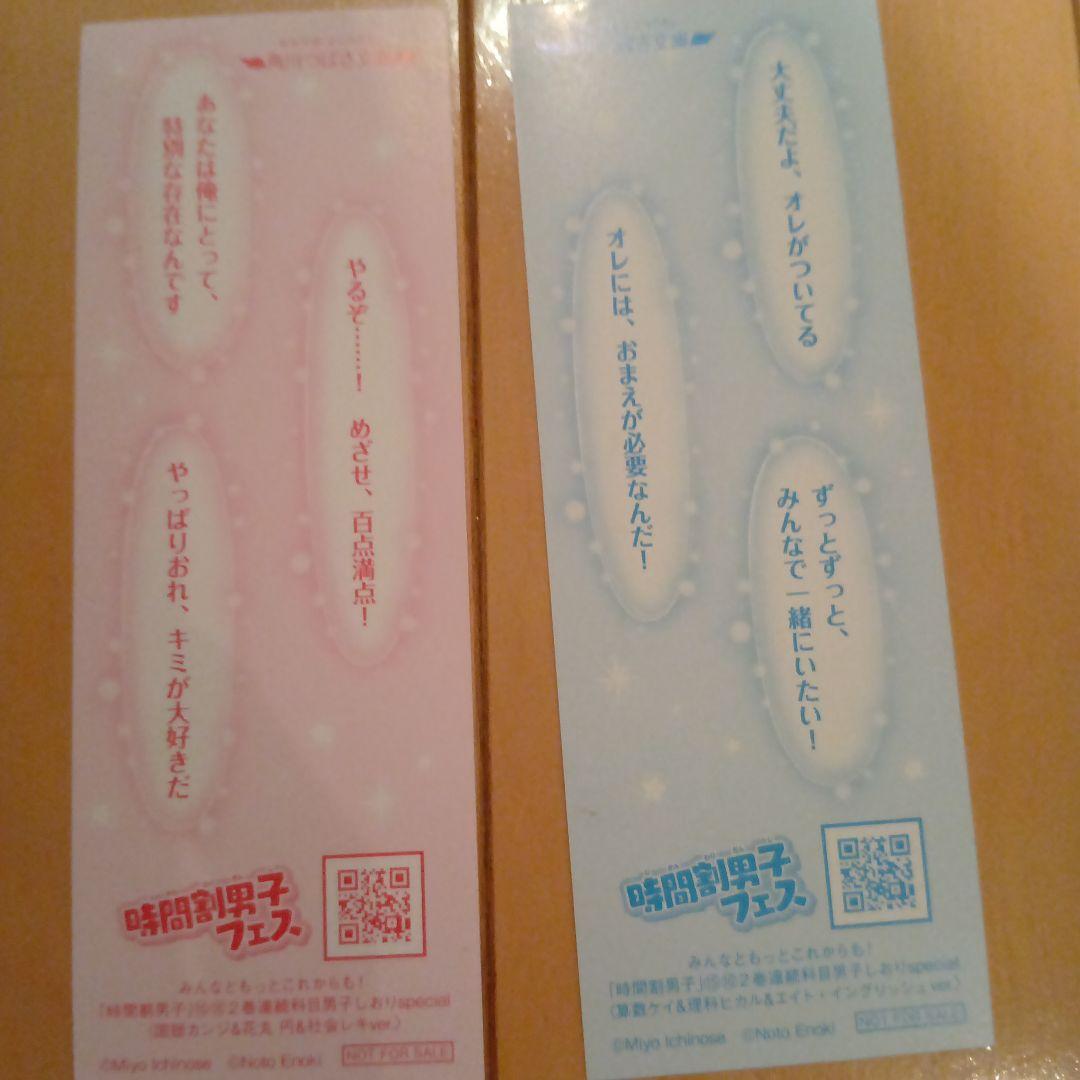 やるぞ……！　めざせ、百点満点！
あなたは俺にとって、
特別な存在なんです
やっぱりおれ、キミが大好きだ
時間割男子
フェス
みんなともっとこれからも！
「時間割男子」⑮⑯２巻連続科目男子しおりspecial
（国語カンジ&花丸 円&社会レキver.）
©Miyo Ichinose ©Noto Enoki
NOT FOR SALE
大丈夫だよ、オレがついてる
オレには、おまえが必要なんだ！
ずっとずっと、
みんなで一緒にいたい！
時間割男子
フェス
みんなともっとこれからも！
「時間割男子」⑮⑯２巻連続科目男子しおりspecial
（算数ケイ&理科ヒカル&エイト・イングリッシュver.）
©Miyo Ichinose ©Noto Enoki
NOT FOR SALE